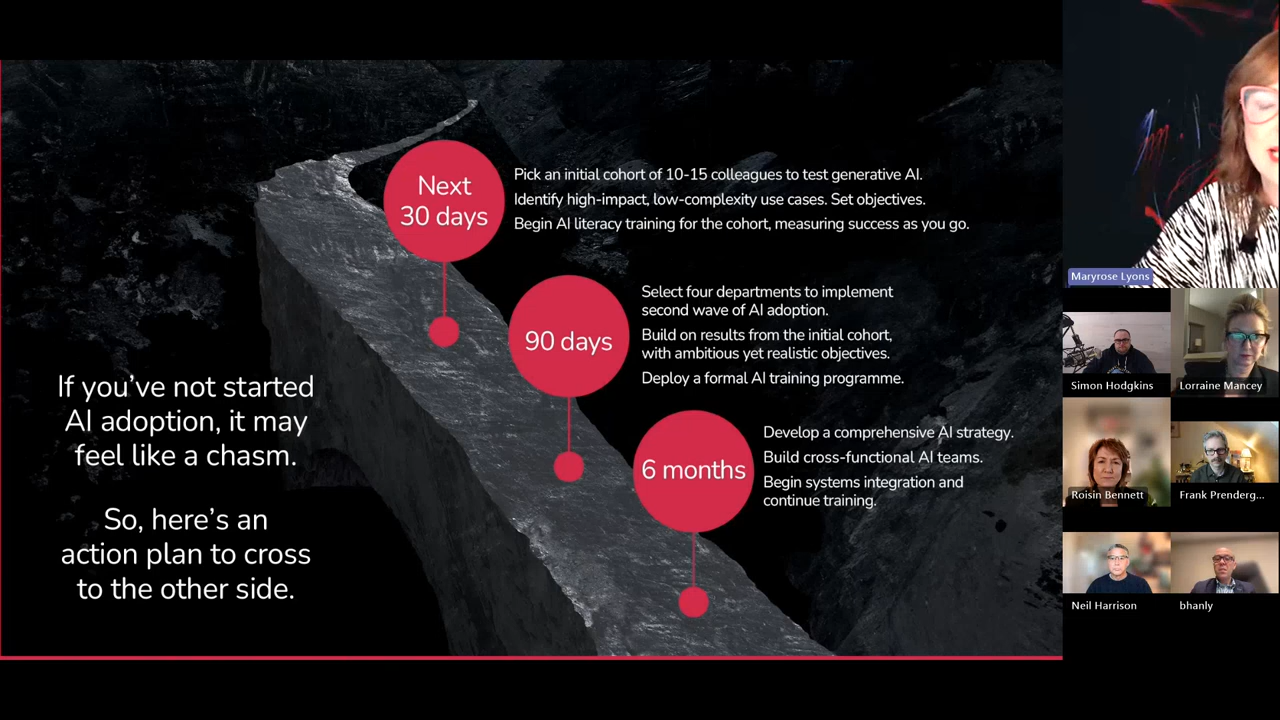 If you've not started
AI adoption, it may
feel like a chasm.
So, here's an
action plan to cross
to the other side.
Next
30 days
Pick an initial cohort of 10-15 colleagues to test generative AI.
Identify high-impact, low-complexity use cases. Set objectives.
Begin AI literacy training for the cohort, measuring success as you go.
90 days
Select four departments to implement
second wave of AI adoption.
Build on results from the initial cohort,
with ambitious yet realistic objectives.
Deploy a formal AI training programme.
6 months
Develop a comprehensive AI strategy.
Build cross-functional AI teams.
Begin systems integration and
continue training.
Maryrose Lyons
Simon Hodgkins
Lorraine Mancey
Roisin Bennett
Frank Prenderg...
Neil Harrison
bhanly